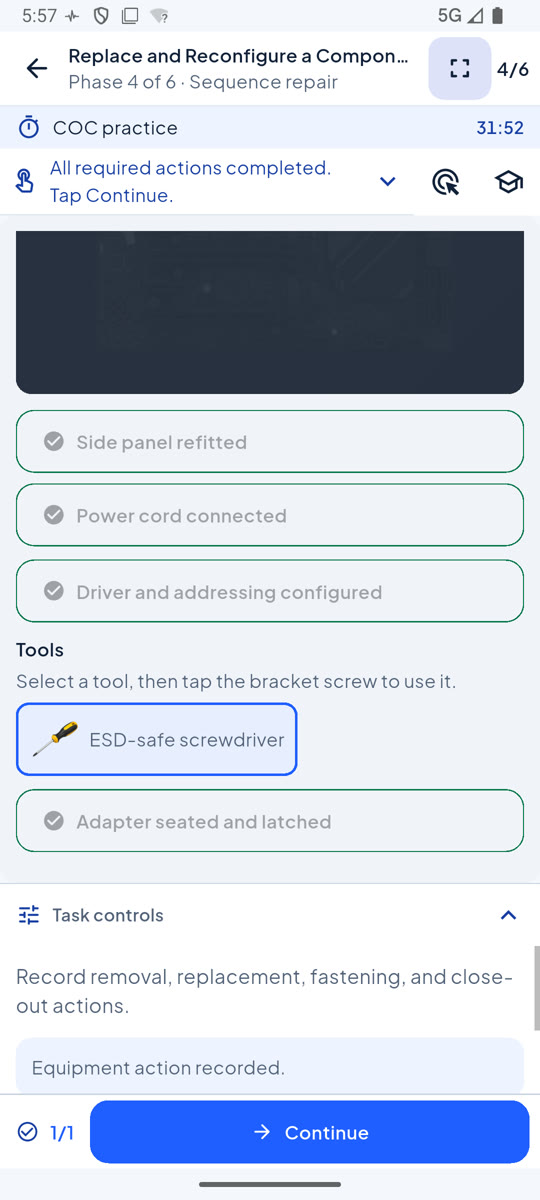 5:57
5G
Replace and Reconfigure a Compon...
Phase 4 of 6 · Sequence repair
4/6
COC practice
31:52
All required actions completed.
Tap Continue.
Side panel refitted
Power cord connected
Driver and addressing configured
Tools
Select a tool, then tap the bracket screw to use it.
ESD-safe screwdriver
Adapter seated and latched
Task controls
Record removal, replacement, fastening, and close-
out actions.
Equipment action recorded.
1/1
Continue